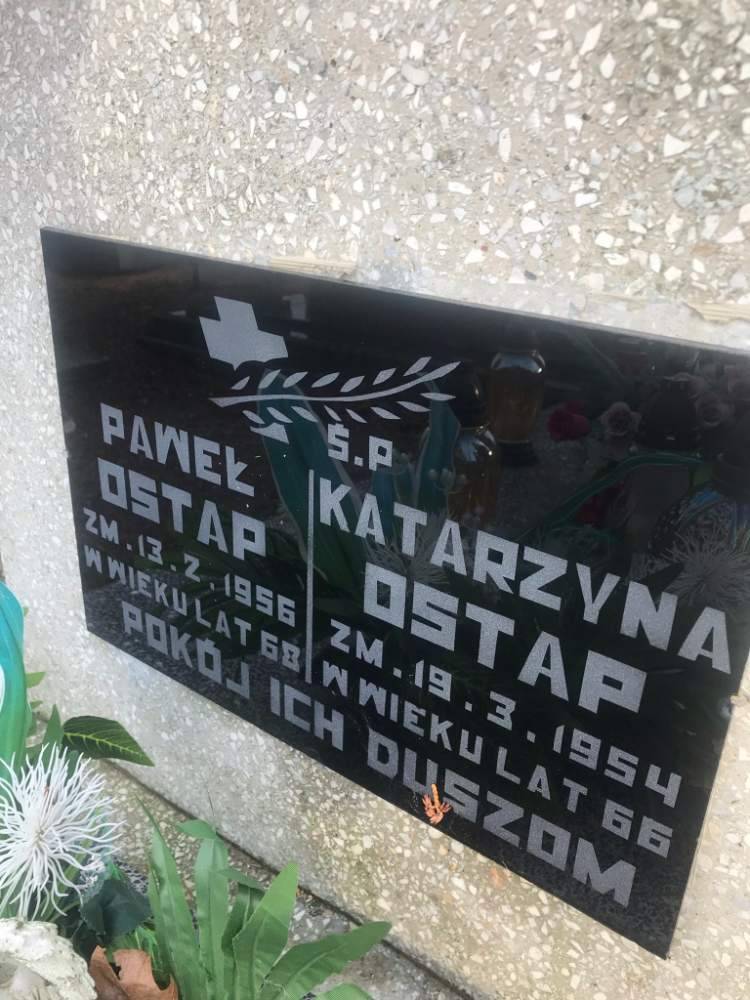 Ś.P
PAWEŁ
OSTAP
ZM. 13. 2. 1956
W WIEKU LAT 68
KATARZYNA
OSTAP
ZM. 19. 3. 1954
W WIEKU LAT 66
POKÓJ ICH DUSZOM